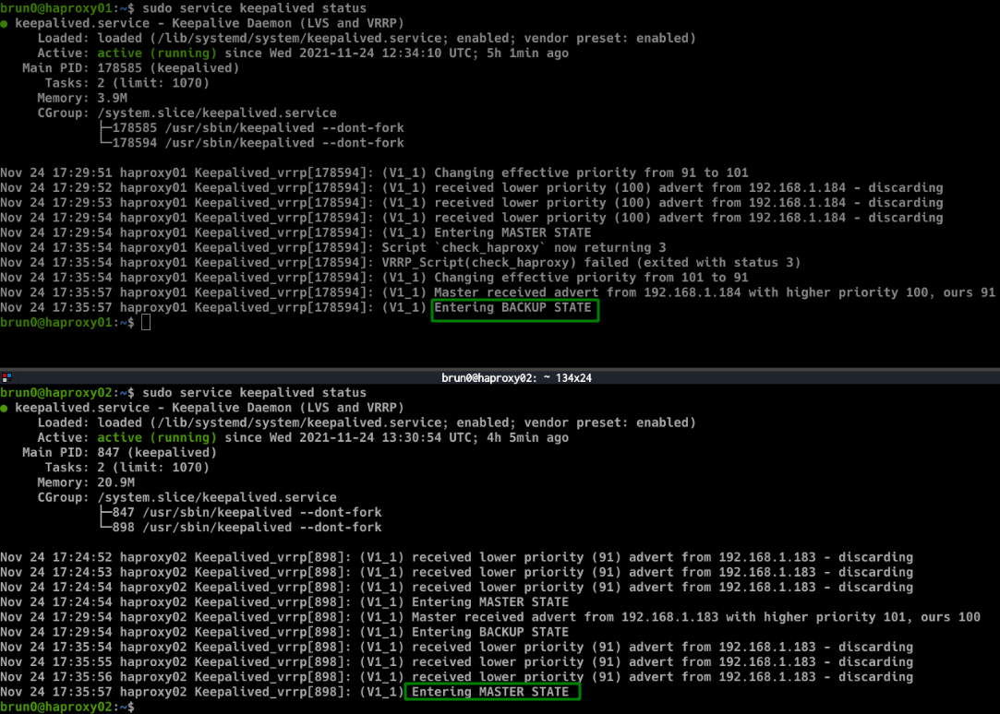 brun0@haproxy01:~$ sudo service keepalived status
● keepalived.service - Keepalive Daemon (LVS and VRRP)
     Loaded: loaded (/lib/systemd/system/keepalived.service; enabled; vendor preset: enabled)
     Active: active (running) since Wed 2021-11-24 12:34:10 UTC; 5h 1min ago
   Main PID: 178585 (keepalived)
      Tasks: 2 (limit: 1070)
     Memory: 3.9M
     CGroup: /system.slice/keepalived.service
             ├─178585 /usr/sbin/keepalived --dont-fork
             └─178594 /usr/sbin/keepalived --dont-fork
Nov 24 17:29:51 haproxy01 Keepalived_vrrp[178594]: (V1_1) Changing effective priority from 91 to 101
Nov 24 17:29:52 haproxy01 Keepalived_vrrp[178594]: (V1_1) received lower priority (100) advert from 192.168.1.184 - discarding
Nov 24 17:29:53 haproxy01 Keepalived_vrrp[178594]: (V1_1) received lower priority (100) advert from 192.168.1.184 - discarding
Nov 24 17:29:54 haproxy01 Keepalived_vrrp[178594]: (V1_1) received lower priority (100) advert from 192.168.1.184 - discarding
Nov 24 17:29:54 haproxy01 Keepalived_vrrp[178594]: (V1_1) Entering MASTER STATE
Nov 24 17:35:54 haproxy01 Keepalived_vrrp[178594]: Script `check_haproxy` now returning 3
Nov 24 17:35:54 haproxy01 Keepalived_vrrp[178594]: VRRP_Script(check_haproxy) failed (exited with status 3)
Nov 24 17:35:54 haproxy01 Keepalived_vrrp[178594]: (V1_1) Changing effective priority from 101 to 91
Nov 24 17:35:57 haproxy01 Keepalived_vrrp[178594]: (V1_1) Master received advert from 192.168.1.184 with higher priority 100, ours 91
Nov 24 17:35:57 haproxy01 Keepalived_vrrp[178594]: (V1_1) Entering BACKUP STATE
brun0@haproxy01:~$
brun0@haproxy02: ~ 134x24
brun0@haproxy02:~$ sudo service keepalived status
● keepalived.service - Keepalive Daemon (LVS and VRRP)
     Loaded: loaded (/lib/systemd/system/keepalived.service; enabled; vendor preset: enabled)
     Active: active (running) since Wed 2021-11-24 13:30:54 UTC; 4h 5min ago
   Main PID: 847 (keepalived)
      Tasks: 2 (limit: 1070)
     Memory: 20.9M
     CGroup: /system.slice/keepalived.service
             ├─847 /usr/sbin/keepalived --dont-fork
             └─898 /usr/sbin/keepalived --dont-fork
Nov 24 17:24:52 haproxy02 Keepalived_vrrp[898]: (V1_1) received lower priority (91) advert from 192.168.1.183 - discarding
Nov 24 17:24:53 haproxy02 Keepalived_vrrp[898]: (V1_1) received lower priority (91) advert from 192.168.1.183 - discarding
Nov 24 17:24:54 haproxy02 Keepalived_vrrp[898]: (V1_1) received lower priority (91) advert from 192.168.1.183 - discarding
Nov 24 17:24:54 haproxy02 Keepalived_vrrp[898]: (V1_1) Entering MASTER STATE
Nov 24 17:29:54 haproxy02 Keepalived_vrrp[898]: (V1_1) Master received advert from 192.168.1.183 with higher priority 101, ours 100
Nov 24 17:29:54 haproxy02 Keepalived_vrrp[898]: (V1_1) Entering BACKUP STATE
Nov 24 17:35:54 haproxy02 Keepalived_vrrp[898]: (V1_1) received lower priority (91) advert from 192.168.1.183 - discarding
Nov 24 17:35:55 haproxy02 Keepalived_vrrp[898]: (V1_1) received lower priority (91) advert from 192.168.1.183 - discarding
Nov 24 17:35:56 haproxy02 Keepalived_vrrp[898]: (V1_1) received lower priority (91) advert from 192.168.1.183 - discarding
Nov 24 17:35:57 haproxy02 Keepalived_vrrp[898]: (V1_1) Entering MASTER STATE
brun0@haproxy02:~$